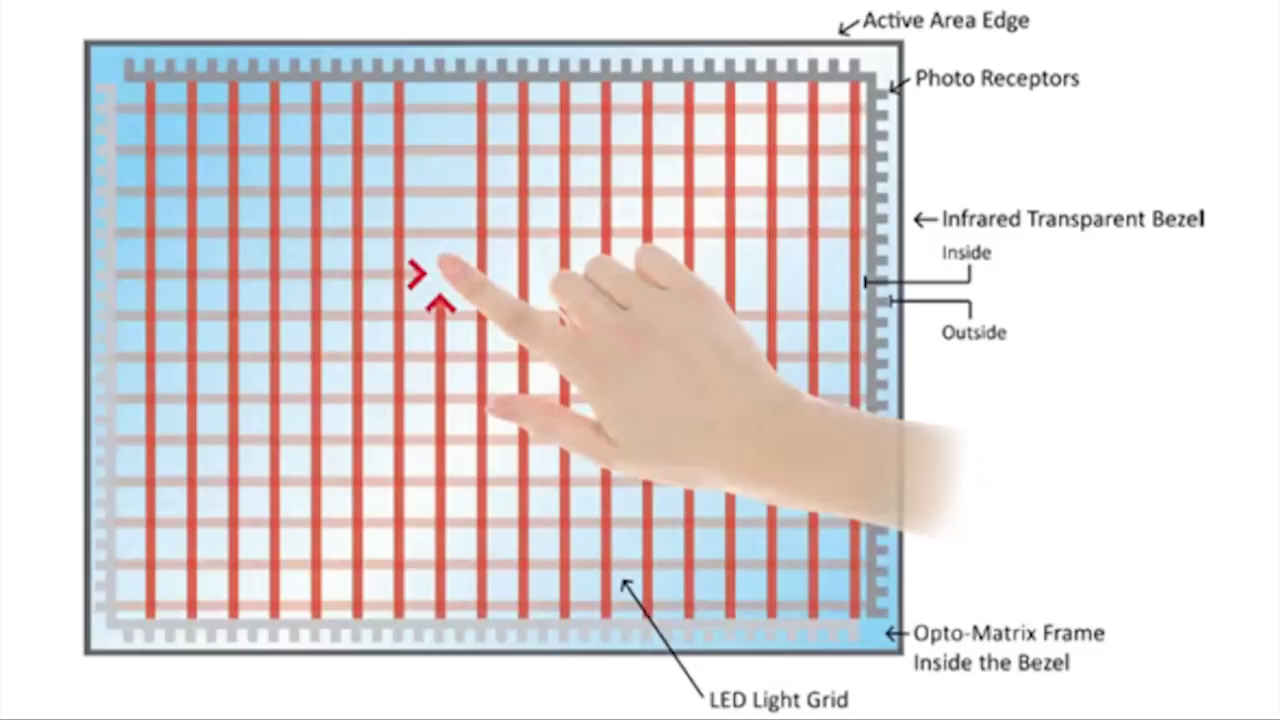 Active Area Edge
Photo Receptors
Infrared Transparent Bezel
Inside
Outside
Opto-Matrix Frame
Inside the Bezel
LED Light Grid